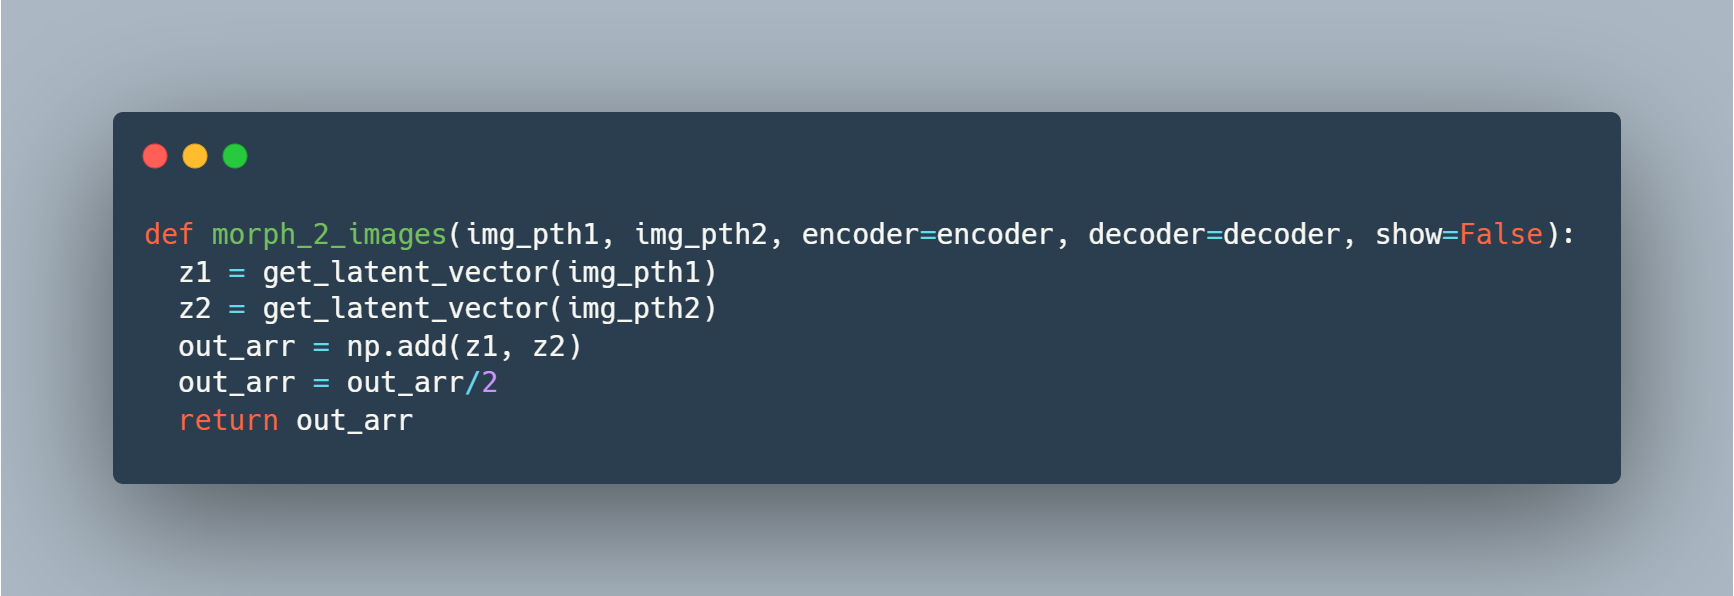 def morph_2_images(img_pth1, img_pth2, encoder=encoder, decoder=decoder, show=False):
  z1 = get_latent_vector(img_pth1)
  z2 = get_latent_vector(img_pth2)
  out_arr = np.add(z1, z2)
  out_arr = out_arr/2
  return out_arr